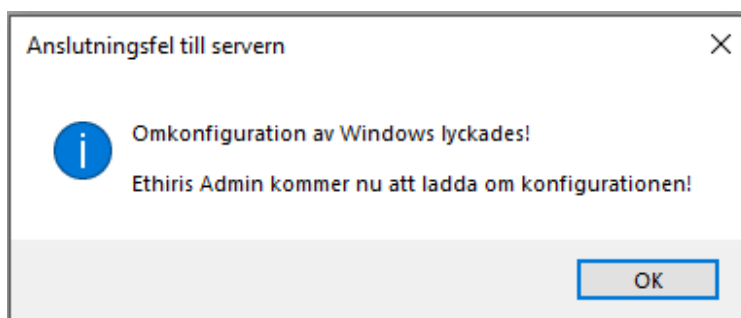 Anslutningsfel till servern
Omkonfiguration av Windows lyckades!
Ethiris Admin kommer nu att ladda om konfigurationen!
OK